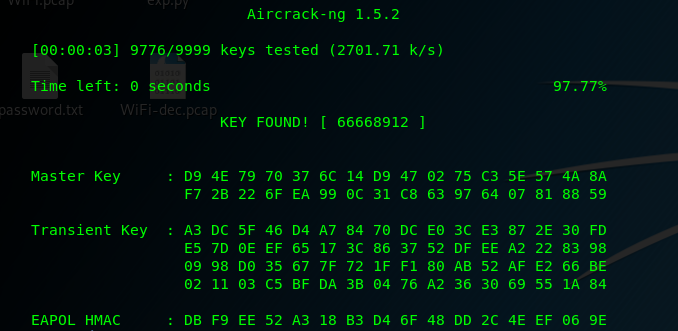 WiFi.pcap exp.py
Aircrack-ng 1.5.2
[00:00:03] 9776/9999 keys tested (2701.71 k/s)
Time left: 0 seconds 97.77%
password.txt WiFi-dec.pcap
KEY FOUND! [ 66668912 ]
Master Key : D9 4E 79 70 37 6C 14 D9 47 02 75 C3 5E 57 4A 8A
F7 2B 22 6F EA 99 0C 31 C8 63 97 64 07 81 88 59
Transient Key : A3 DC 5F 46 D4 A7 84 70 DC E0 3C E3 87 2E 30 FD
E5 7D 0E EF 65 17 3C 86 37 52 DF EE A2 22 83 98
09 98 D0 35 67 7F 72 1F F1 80 AB 52 AF E2 66 BE
02 11 03 C5 BF DA 3B 04 76 A2 36 30 69 55 1A 84
EAPOL HMAC : DB F9 EE 52 A3 18 B3 D4 6F 48 DD 2C 4E EF 06 9E